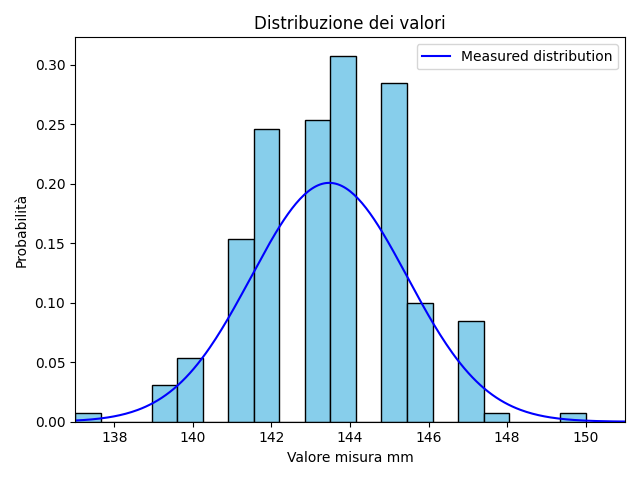 Distribuzione dei valori
Measured distribution
Probabilità
0.30
0.25
0.20
0.15
0.10
0.05
0.00
138 140 142 144 146 148 150
Valore misura mm